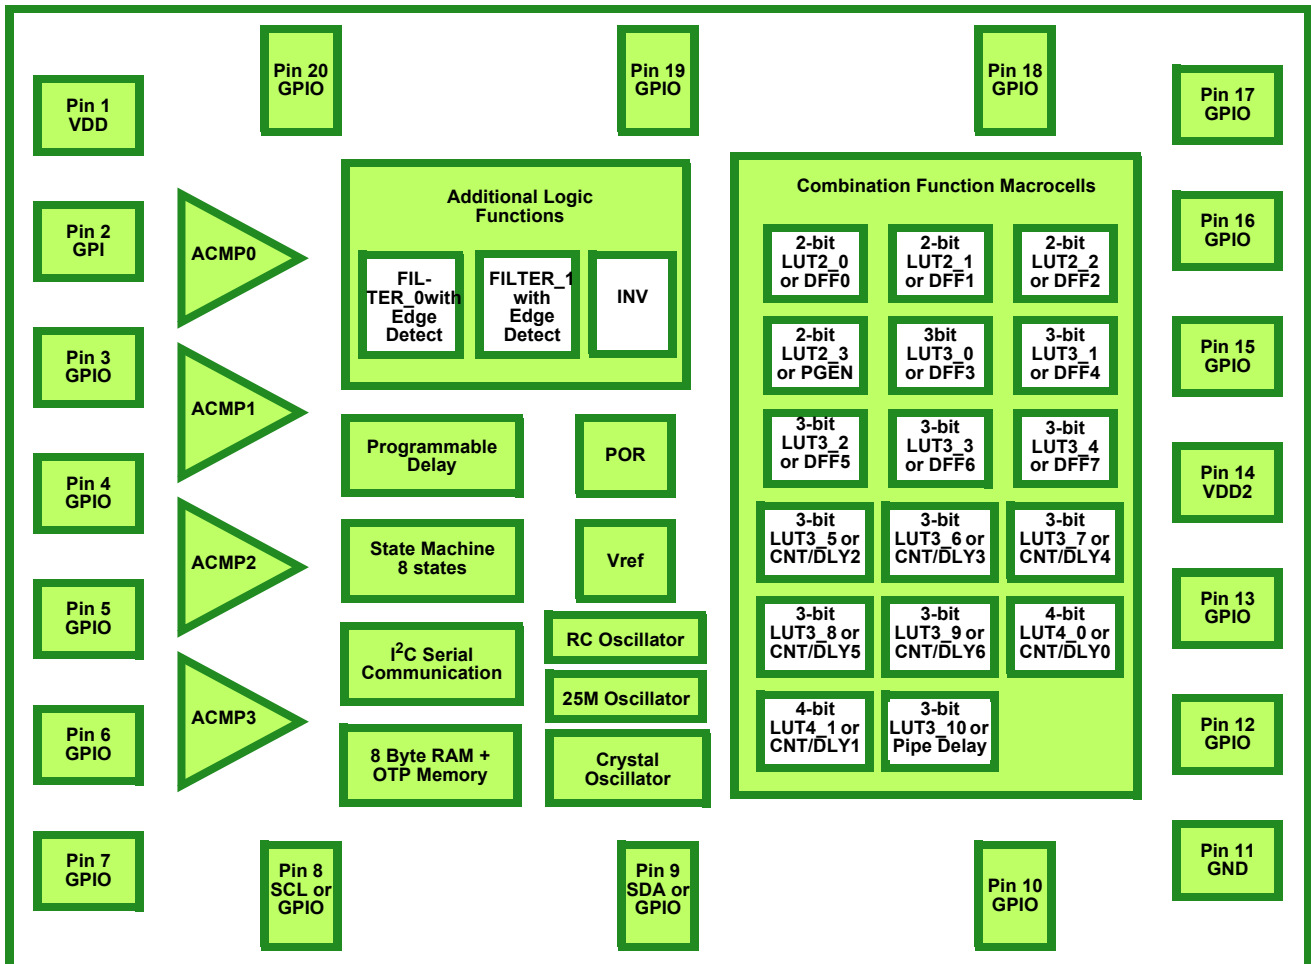 Pin 20
GPIO
Pin 19
GPIO
Pin 18
GPIO
Pin 17
GPIO
Pin 1
VDD
Pin 2
GPI
Pin 3
GPIO
Pin 4
GPIO
Pin 5
GPIO
Pin 6
GPIO
Pin 7
GPIO
ACMP0
ACMP1
ACMP2
ACMP3
Additional Logic
Functions
FIL-
TER_0with
Edge
Detect
FILTER_1
with
Edge
Detect
INV
Programmable
Delay
POR
State Machine
8 states
Vref
I²C Serial
Communication
RC Oscillator
25M Oscillator
8 Byte RAM +
OTP Memory
Crystal
Oscillator
Combination Function Macrocells
2-bit
LUT2_0
or DFF0
2-bit
LUT2_1
or DFF1
2-bit
LUT2_2
or DFF2
2-bit
LUT2_3
or PGEN
3bit
LUT3_0
or DFF3
3-bit
LUT3_1
or DFF4
3-bit
LUT3_2
or DFF5
3-bit
LUT3_3
or DFF6
3-bit
LUT3_4
or DFF7
3-bit
LUT3_5 or
CNT/DLY2
3-bit
LUT3_6 or
CNT/DLY3
3-bit
LUT3_7 or
CNT/DLY4
3-bit
LUT3_8 or
CNT/DLY5
3-bit
LUT3_9 or
CNT/DLY6
4-bit
LUT4_0 or
CNT/DLY0
4-bit
LUT4_1 or
CNT/DLY1
3-bit
LUT3_10 or
Pipe Delay
Pin 16
GPIO
Pin 15
GPIO
Pin 14
VDD2
Pin 13
GPIO
Pin 12
GPIO
Pin 11
GND
Pin 8
SCL or
GPIO
Pin 9
SDA or
GPIO
Pin 10
GPIO